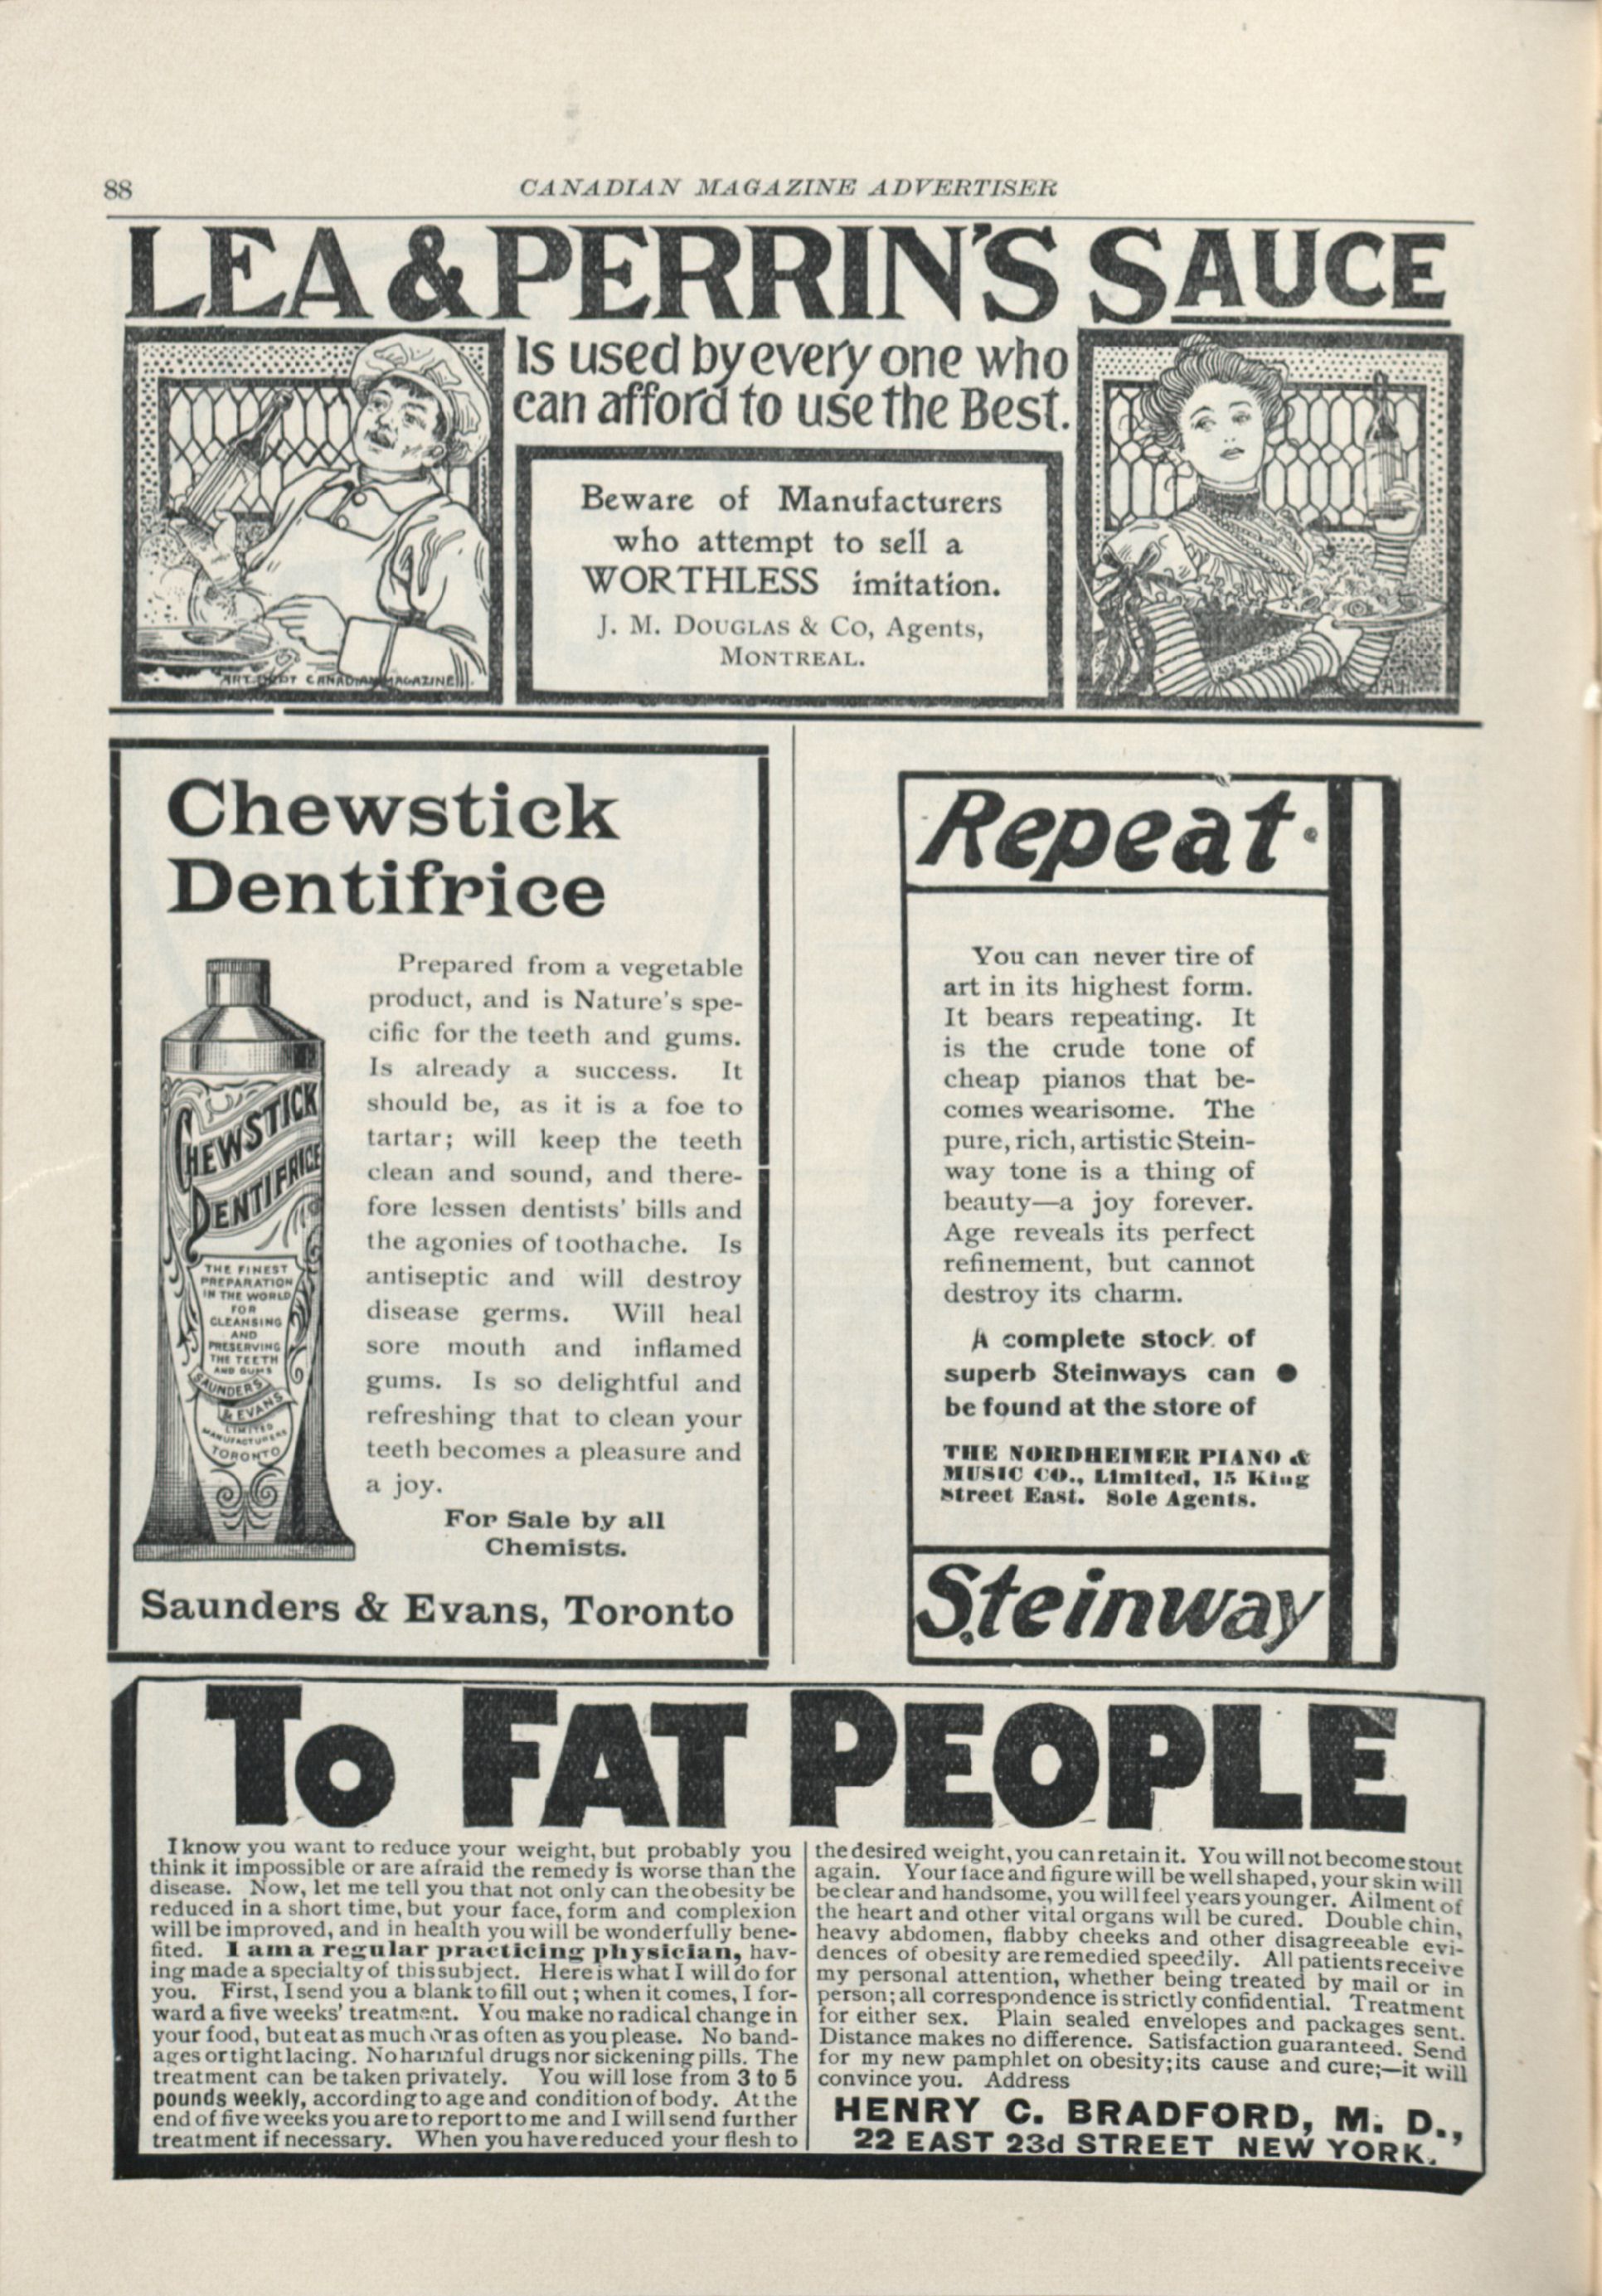 88
CANADIAN MAGAZINE ADVERTISER
LEA & PERRIN'S SAUCE
Is used by every one who
can afford to use the Best.
Beware of Manufacturers
who attempt to sell a
WORTHLESS imitation.
J. M. DOUGLAS & CO, Agents,
MONTREAL.
ART DEPT CANADIAN MAGAZINE
A.H.
Chewstick
Dentifrice
Prepared from a vegetable
product, and is Nature's spe-
cific for the teeth and gums.
Is already a success. It
should be, as it is a foe to
tartar; will keep the teeth
clean and sound, and there-
fore lessen dentists' bills and
the agonies of toothache. Is
antiseptic and will destroy
disease germs. Will heal
sore mouth and inflamed
gums. Is so delightful and
refreshing that to clean your
teeth becomes a pleasure and
a joy.
For Sale by all
Chemists.
CHEWSTICK
DENTIFRICE
THE FINEST
PREPARATION
IN THE WORLD
FOR
CLEANSING
AND
PRESERVING
THE TEETH
AND GUMS
SAUNDERS
& EVANS
LIMITED
MANUFACTURERS
TORONTO
Saunders & Evans, Toronto
Repeat
You can never tire of
art in its highest form.
It bears repeating. It
is the crude tone of
cheap pianos that be-
comes wearisome. The
pure, rich, artistic Stein-
way tone is a thing of
beauty—a joy forever.
Age reveals its perfect
refinement, but cannot
destroy its charm.
A complete stock of
superb Steinways can
be found at the store of
THE NORDHEIMER PIANO &
MUSIC CO., Limited, 15 King
Street East. Sole Agents.
Steinway
TO FAT PEOPLE
I know you want to reduce your weight, but probably you
think it impossible or are afraid the remedy is worse than the
disease. Now, let me tell you that not only can the obesity be
reduced in a short time, but your face, form and complexion
will be improved, and in health you will be wonderfully bene-
fited. I am a regular practicing physician, hav-
ing made a specialty of this subject. Here is what I will do for
you. First, I send you a blank to fill out; when it comes, I for-
ward a five weeks' treatment. You make no radical change in
your food, but eat as much or as often as you please. No band-
ages or tight lacing. No harmful drugs nor sickening pills. The
treatment can be taken privately. You will lose from 3 to 5
pounds weekly, according to age and condition of body. At the
end of five weeks you are to report to me and I will send further
treatment if necessary. When you have reduced your flesh to
the desired weight, you can retain it. You will not become stout
again. Your face and figure will be well shaped, your skin will
be clear and handsome, you will feel years younger. Ailment of
the heart and other vital organs will be cured. Double chin,
heavy abdomen, flabby cheeks and other disagreeable evi-
dences of obesity are remedied speedily. All patients receive
my personal attention, whether being treated by mail or in
person; all correspondence is strictly confidential. Treatment
for either sex. Plain sealed envelopes and packages sent.
Distance makes no difference. Satisfaction guaranteed. Send
for my new pamphlet on obesity; its cause and cure;—it will
convince you. Address
HENRY C. BRADFORD, M. D.,
22 EAST 23d STREET NEW YORK.